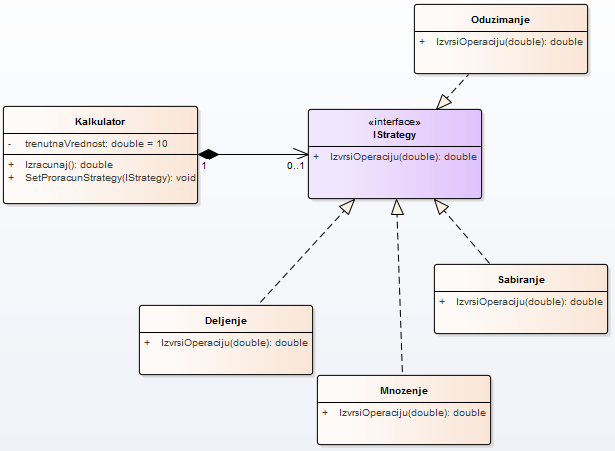 Oduzimanje
+ IzvrsiOperaciju(double): double
Kalkulator
- trenutnaVrednost: double = 10
+ Izracunaj(): double
+ SetProracunStrategy(IStrategy): void
1
0..1
«interface»
IStrategy
+ IzvrsiOperaciju(double): double
Sabiranje
+ IzvrsiOperaciju(double): double
Deljenje
+ IzvrsiOperaciju(double): double
Mnozenje
+ IzvrsiOperaciju(double): double